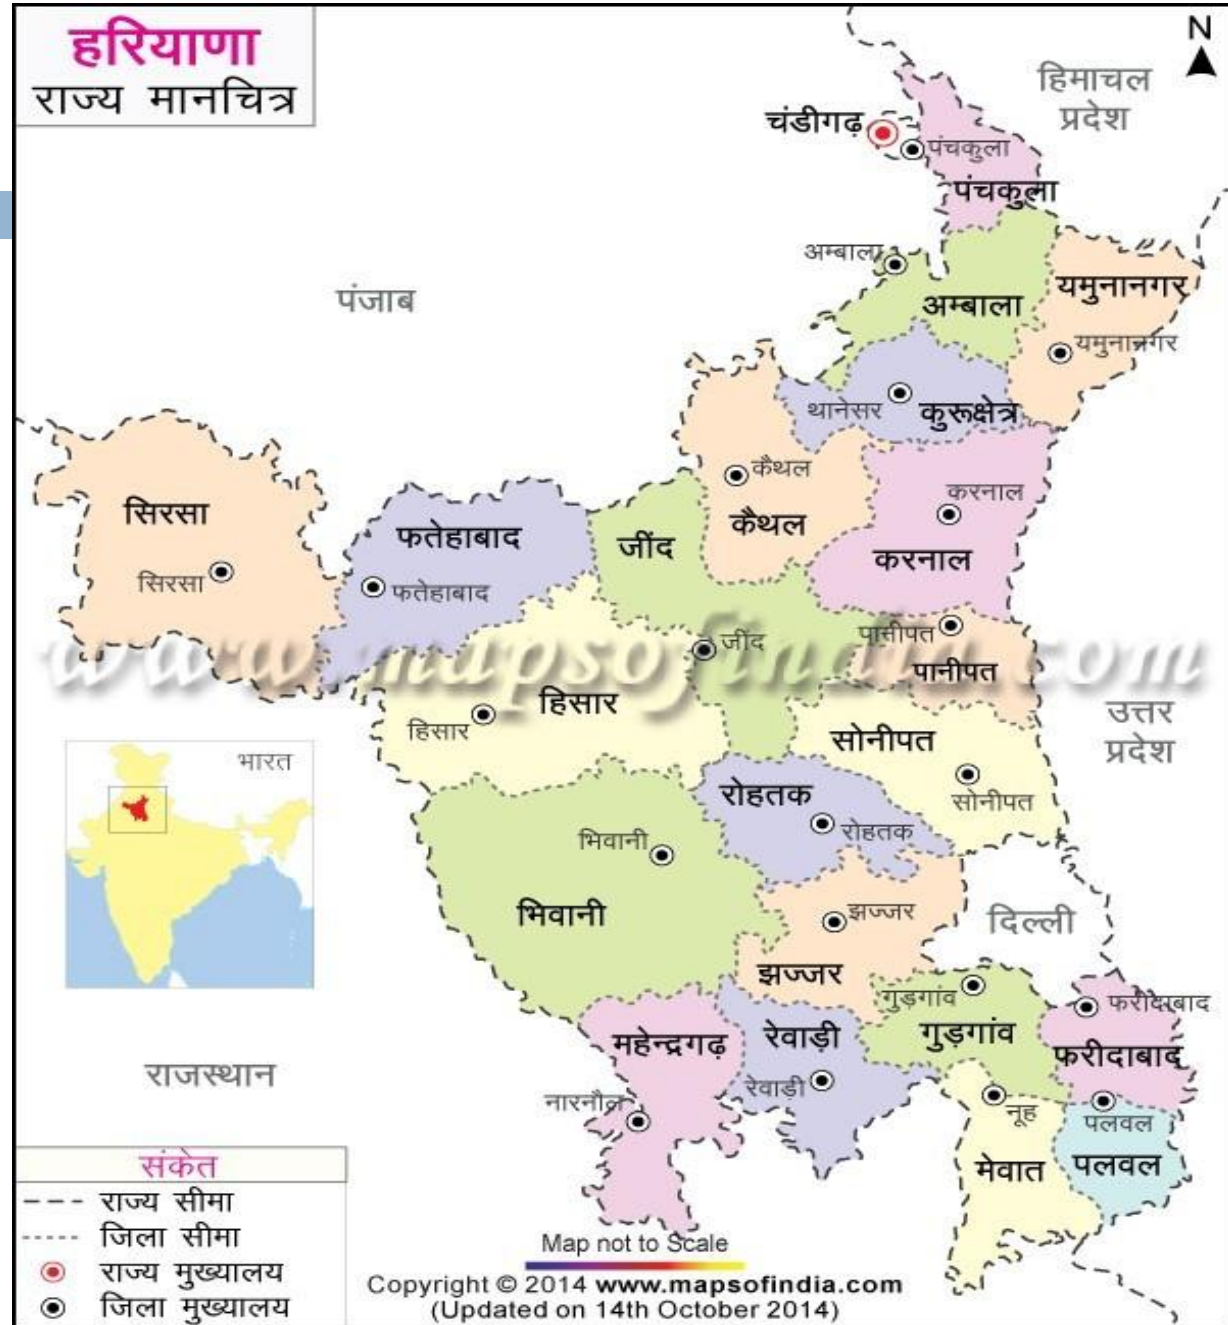 हरियाणा
राज्य मानचित्र
N
हिमाचल
प्रदेश
चंडीगढ़
पंचकुला
पंचकुला
अम्बाला
पंजाब
अम्बाला
यमुनानगर
यमुनानगर
थानेसर
कुरूक्षेत्र
कैथल
कैथल
करनाल
करनाल
सिरसा
सिरसा
फतेहाबाद
फतेहाबाद
जींद
जींद
पानीपत
पानीपत
www.mapsofindia.com
हिसार
हिसार
उत्तर
प्रदेश
सोनीपत
सोनीपत
भारत
रोहतक
रोहतक
भिवानी
भिवानी
झज्जर
झज्जर
दिल्ली
गुड़गांव
गुड़गांव
फरीदाबाद
फरीदाबाद
महेन्द्रगढ़
रेवाड़ी
रेवाड़ी
राजस्थान
नारनौल
नूह
पलवल
मेवात
पलवल
संकेत
राज्य सीमा
जिला सीमा
राज्य मुख्यालय
जिला मुख्यालय
Map not to Scale
Copyright © 2014 www.mapsofindia.com
(Updated on 14th October 2014)